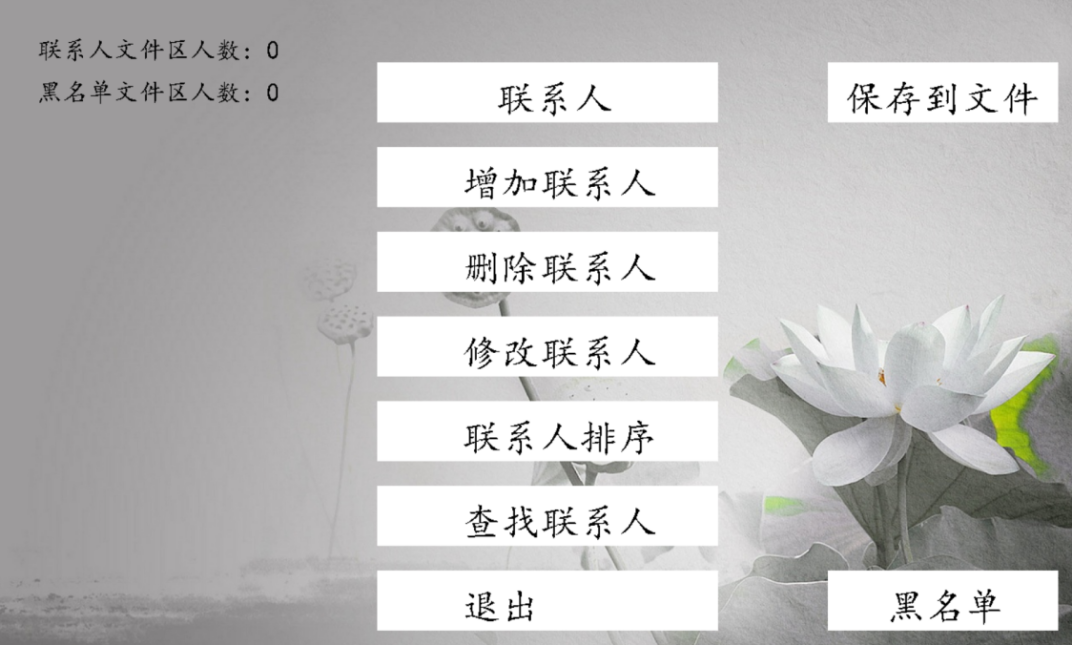 联系人文件区人数：0
黑名单文件区人数：0
联系人
保存到文件
增加联系人
删除联系人
修改联系人
联系人排序
查找联系人
退出
黑名单